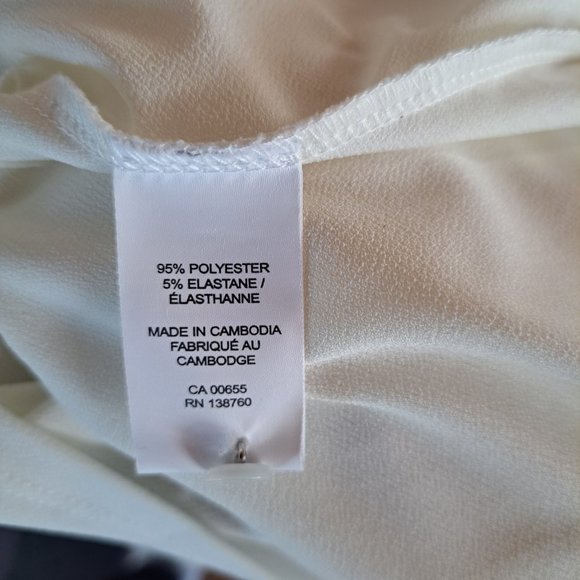 95% POLYESTER
5% ELASTANE /
ÉLASTHANNE
MADE IN CAMBODIA
FABRIQUÉ AU
CAMBODGE
CA 00655
RN 138760